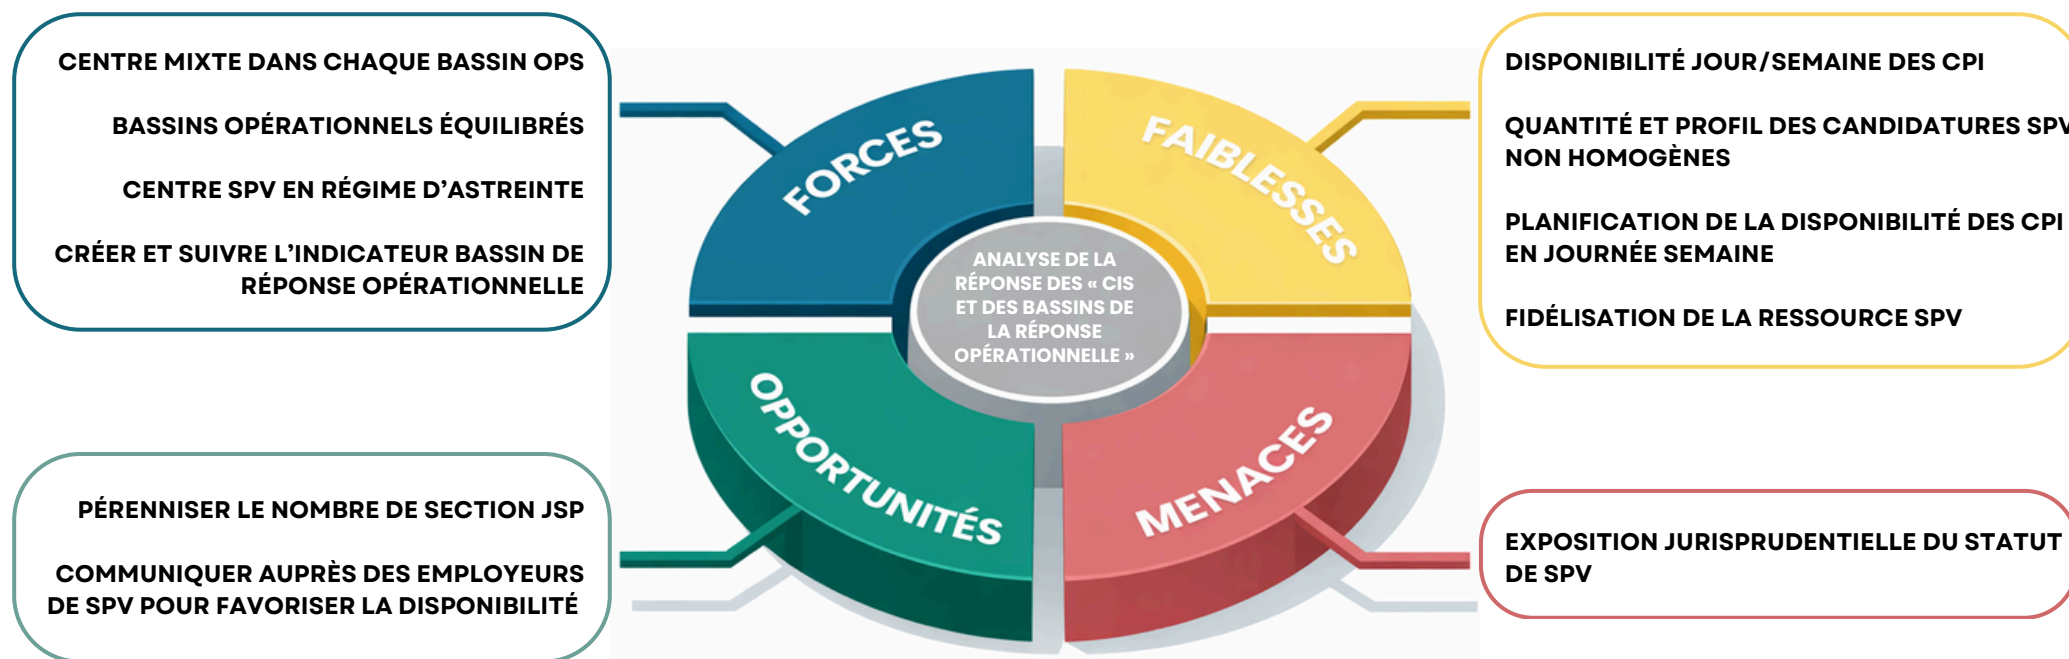 CENTRE MIXTE DANS CHAQUE BASSIN OPS
BASSINS OPÉRATIONNELS ÉQUILIBRÉS
CENTRE SPV EN RÉGIME D'ASTREINTE
CRÉER ET SUIVRE L'INDICATEUR BASSIN DE
RÉPONSE OPÉRATIONNELLE
FORCES
FAIBLESSES
DISPONIBILITÉ JOUR/SEMAINE DES CPI
QUANTITÉ ET PROFIL DES CANDIDATURES SPV
NON HOMOGÈNES
PLANIFICATION DE LA DISPONIBILITÉ DES CPI
EN JOURNÉE SEMAINE
FIDÉLISATION DE LA RESSOURCE SPV
ANALYSE DE LA
RÉPONSE DES « CIS
ET DES BASSINS DE
LA RÉPONSE
OPÉRATIONNELLE »
PÉRENNISER LE NOMBRE DE SECTION JSP
COMMUNIQUER AUPRÈS DES EMPLOYEURS
DE SPV POUR FAVORISER LA DISPONIBILITÉ
OPPORTUNITÉS
MENACES
EXPOSITION JURISPRUDENTIELLE DU STATUT
DE SPV